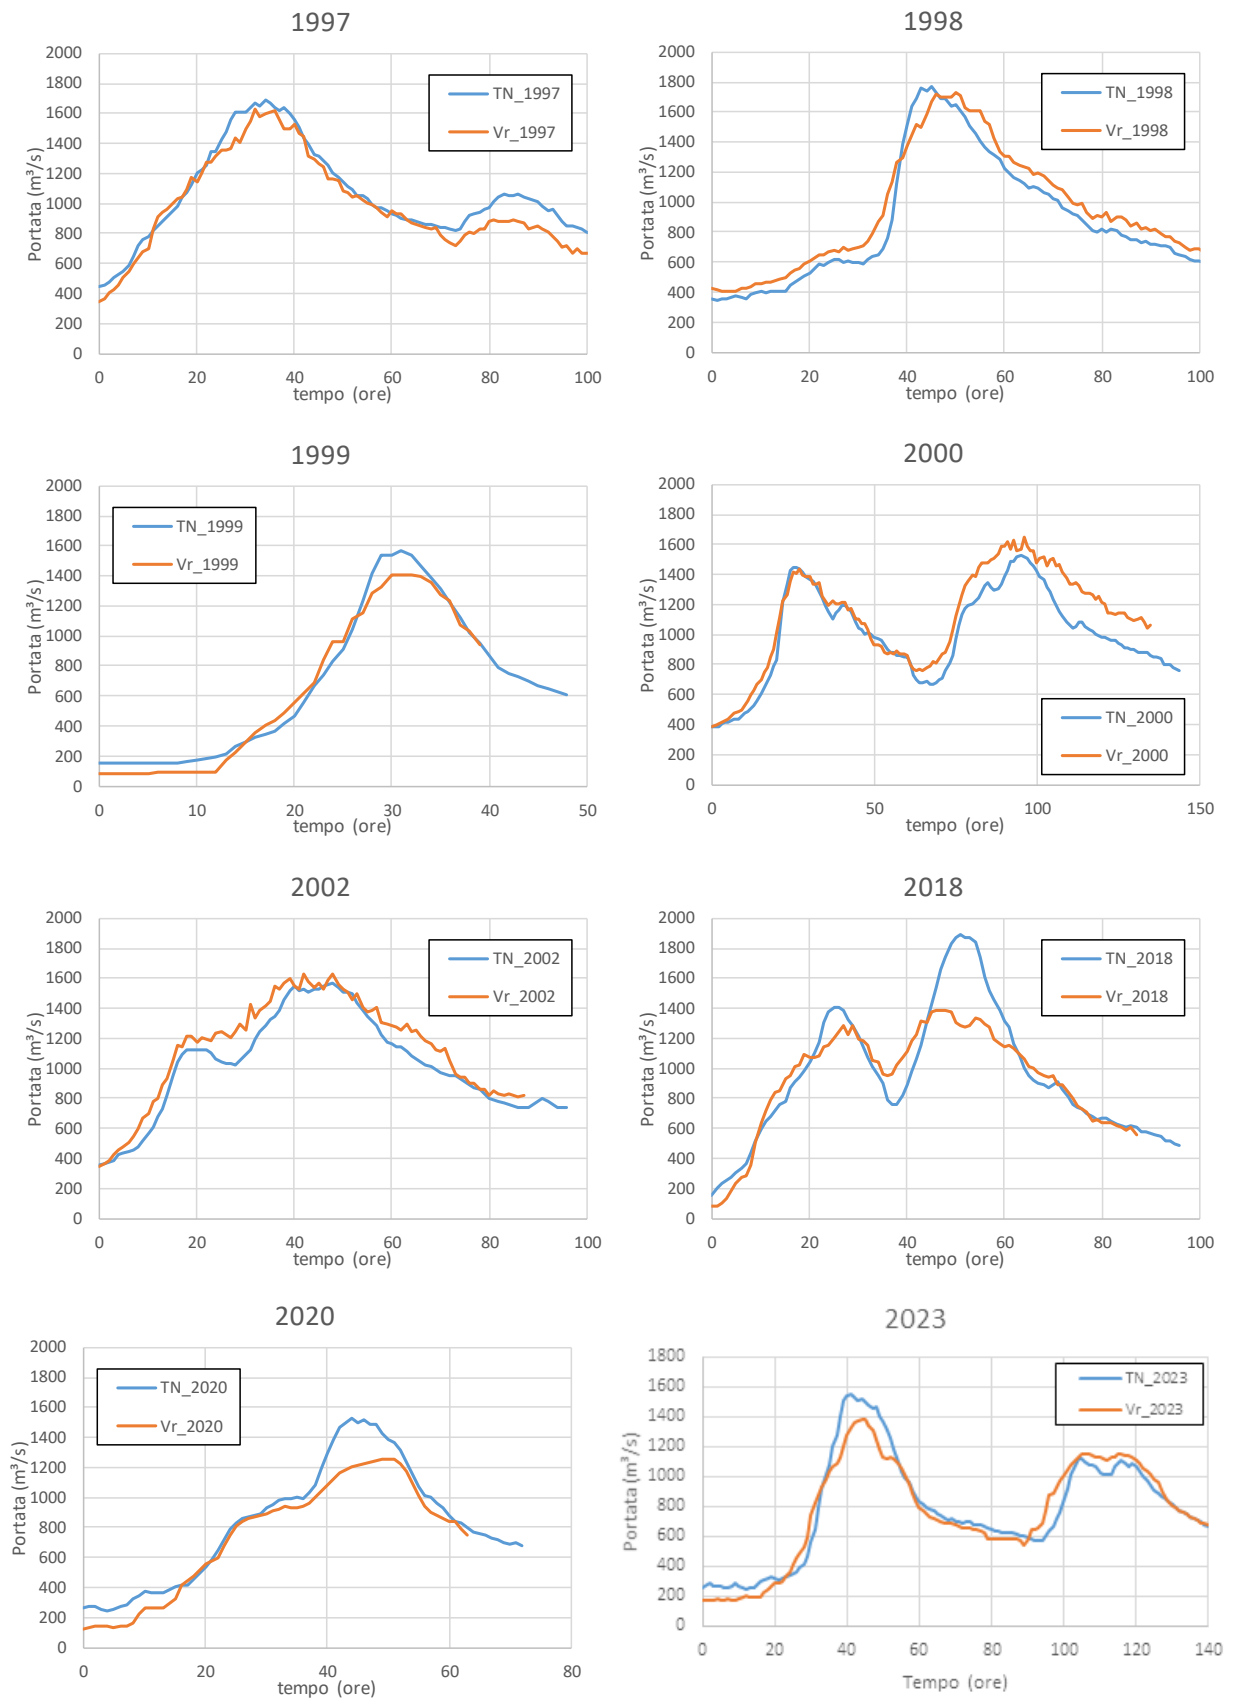 1997
Portata (m³/s)
2000
1800
1600
1400
1200
1000
800
600
400
200
0
TN_1997
Vr_1997
0 20 40 60 80 100
tempo (ore)
1998
Portata (m³/s)
2000
1800
1600
1400
1200
1000
800
600
400
200
0
TN_1998
Vr_1998
0 20 40 60 80 100
tempo (ore)
1999
Portata (m³/s)
2000
1800
1600
1400
1200
1000
800
600
400
200
0
TN_1999
Vr_1999
0 10 20 30 40 50
tempo (ore)
2000
Portata (m³/s)
2000
1800
1600
1400
1200
1000
800
600
400
200
0
TN_2000
Vr_2000
0 50 100 150
tempo (ore)
2002
Portata (m³/s)
2000
1800
1600
1400
1200
1000
800
600
400
200
0
TN_2002
Vr_2002
0 20 40 60 80 100
tempo (ore)
2018
Portata (m³/s)
2000
1800
1600
1400
1200
1000
800
600
400
200
0
TN_2018
Vr_2018
0 20 40 60 80 100
tempo (ore)
2020
Portata (m³/s)
2000
1800
1600
1400
1200
1000
800
600
400
200
0
TN_2020
Vr_2020
0 20 40 60 80
tempo (ore)
2023
Portata (m³/s)
1800
1600
1400
1200
1000
800
600
400
200
0
TN_2023
Vr_2023
0 20 40 60 80 100 120 140
Tempo (ore)